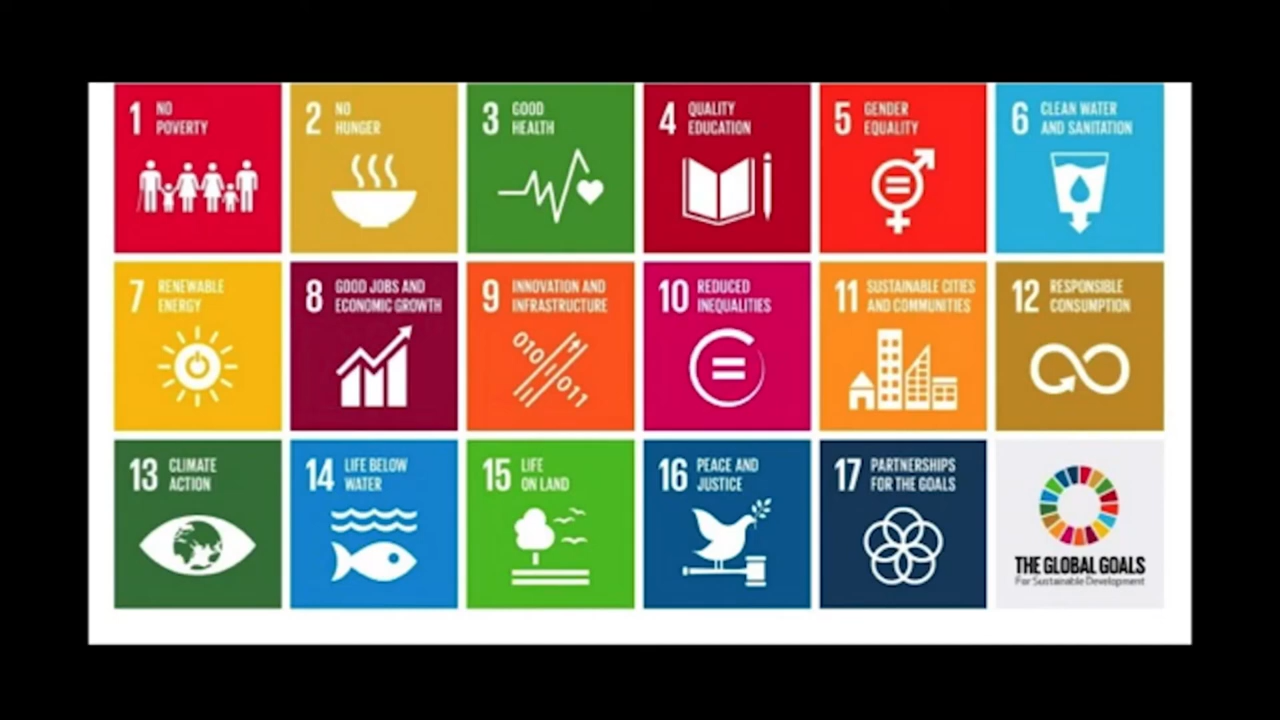 1 NO
POVERTY
2 NO
HUNGER
3 GOOD
HEALTH
4 QUALITY
EDUCATION
5 GENDER
EQUALITY
6 CLEAN WATER
AND SANITATION
7 RENEWABLE
ENERGY
8 GOOD JOBS AND
ECONOMIC GROWTH
9 INNOVATION AND
INFRASTRUCTURE
010
011
10 REDUCED
INEQUALITIES
11 SUSTAINABLE CITIES
AND COMMUNITIES
12 RESPONSIBLE
CONSUMPTION
13 CLIMATE
ACTION
14 LIFE BELOW
WATER
15 LIFE
ON LAND
16 PEACE AND
JUSTICE
17 PARTNERSHIPS
FOR THE GOALS
THE GLOBAL GOALS
For Sustainable Development